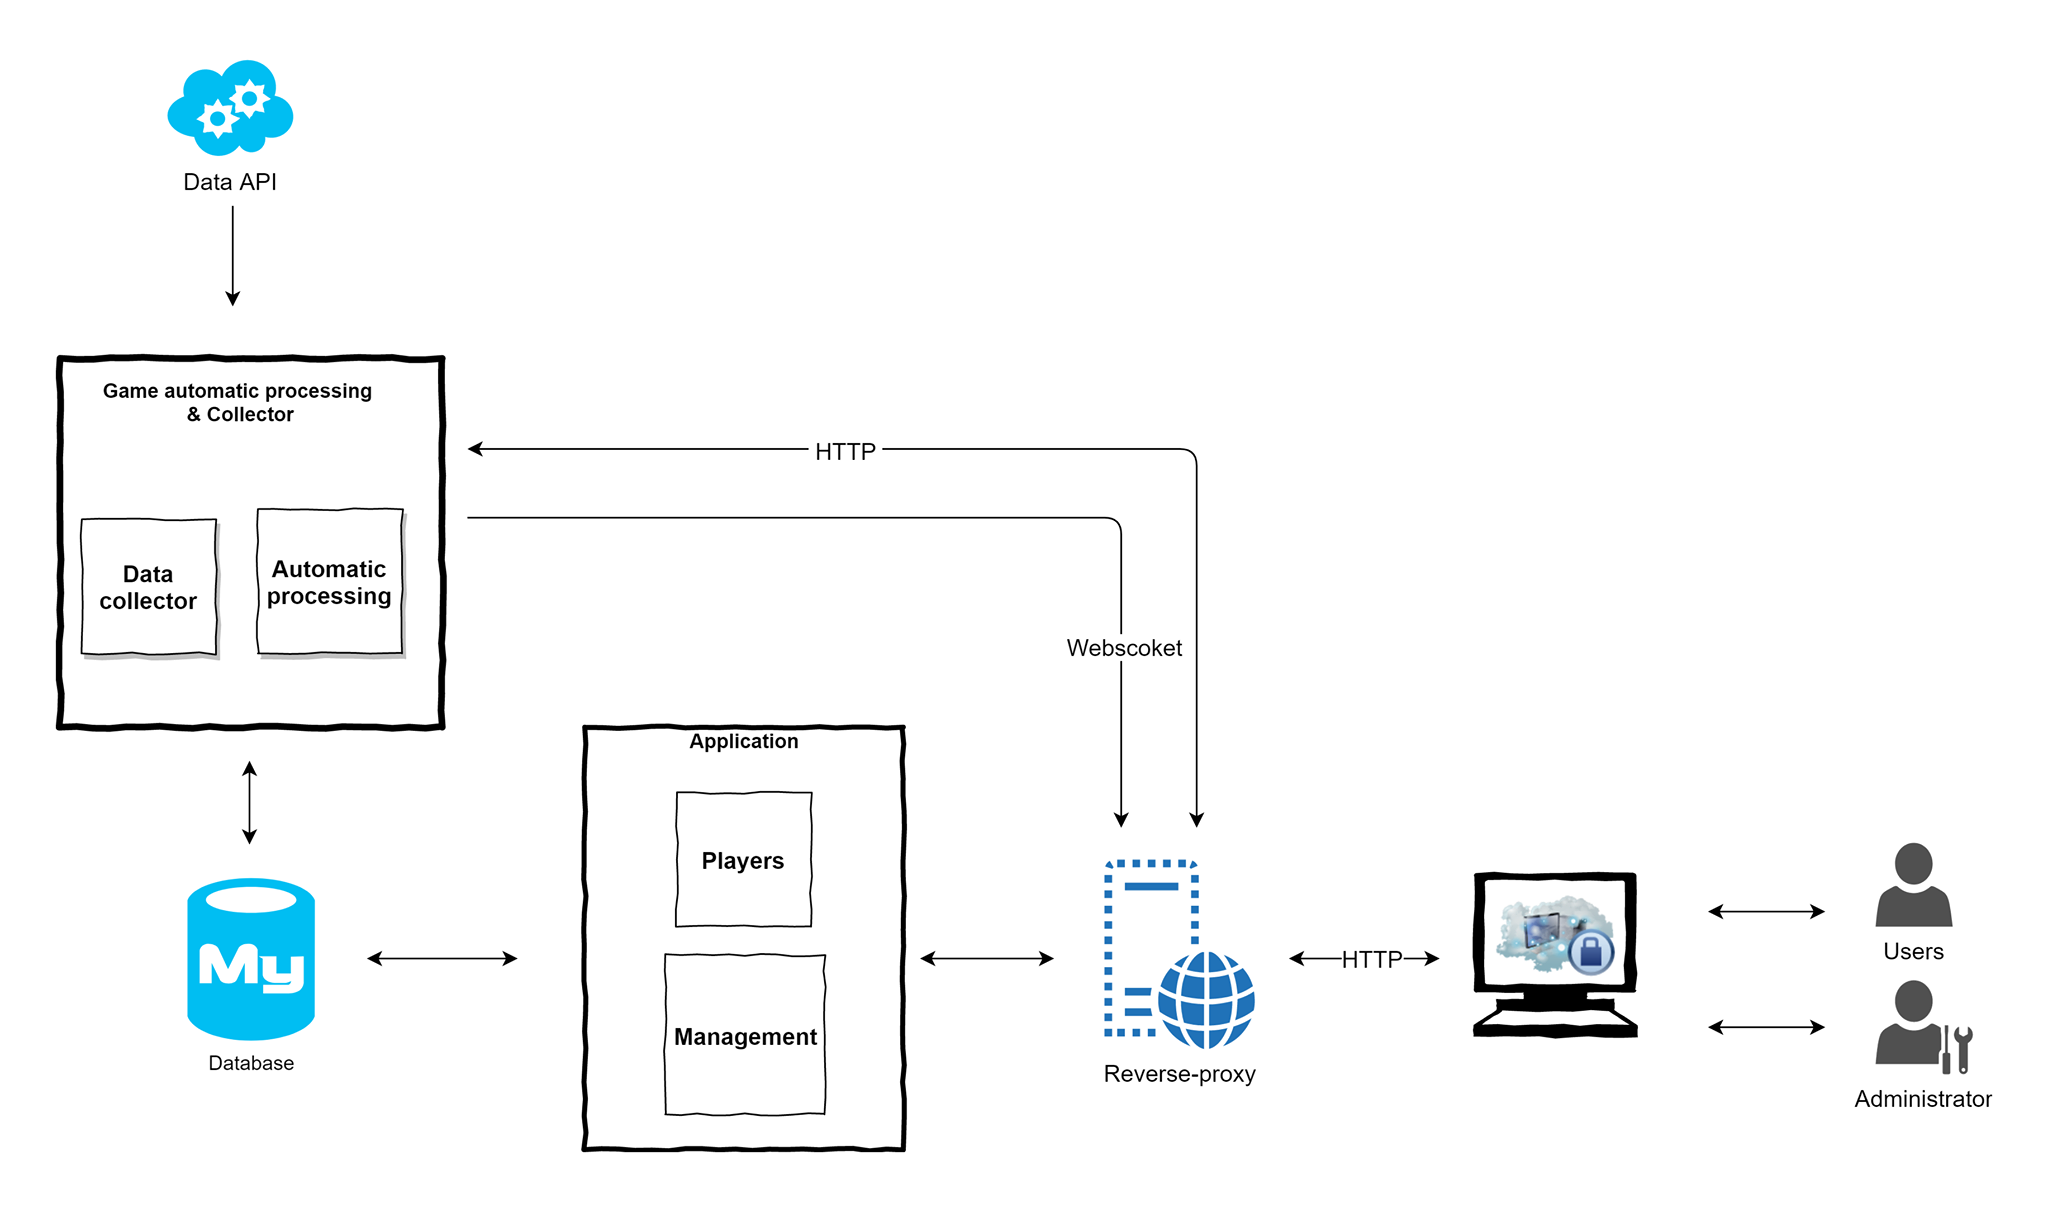 Data API
Game automatic processing
& Collector
HTTP
Data
collector
Automatic
processing
Webscoket
Application
Players
Management
My
Database
Reverse-proxy
HTTP
Users
Administrator